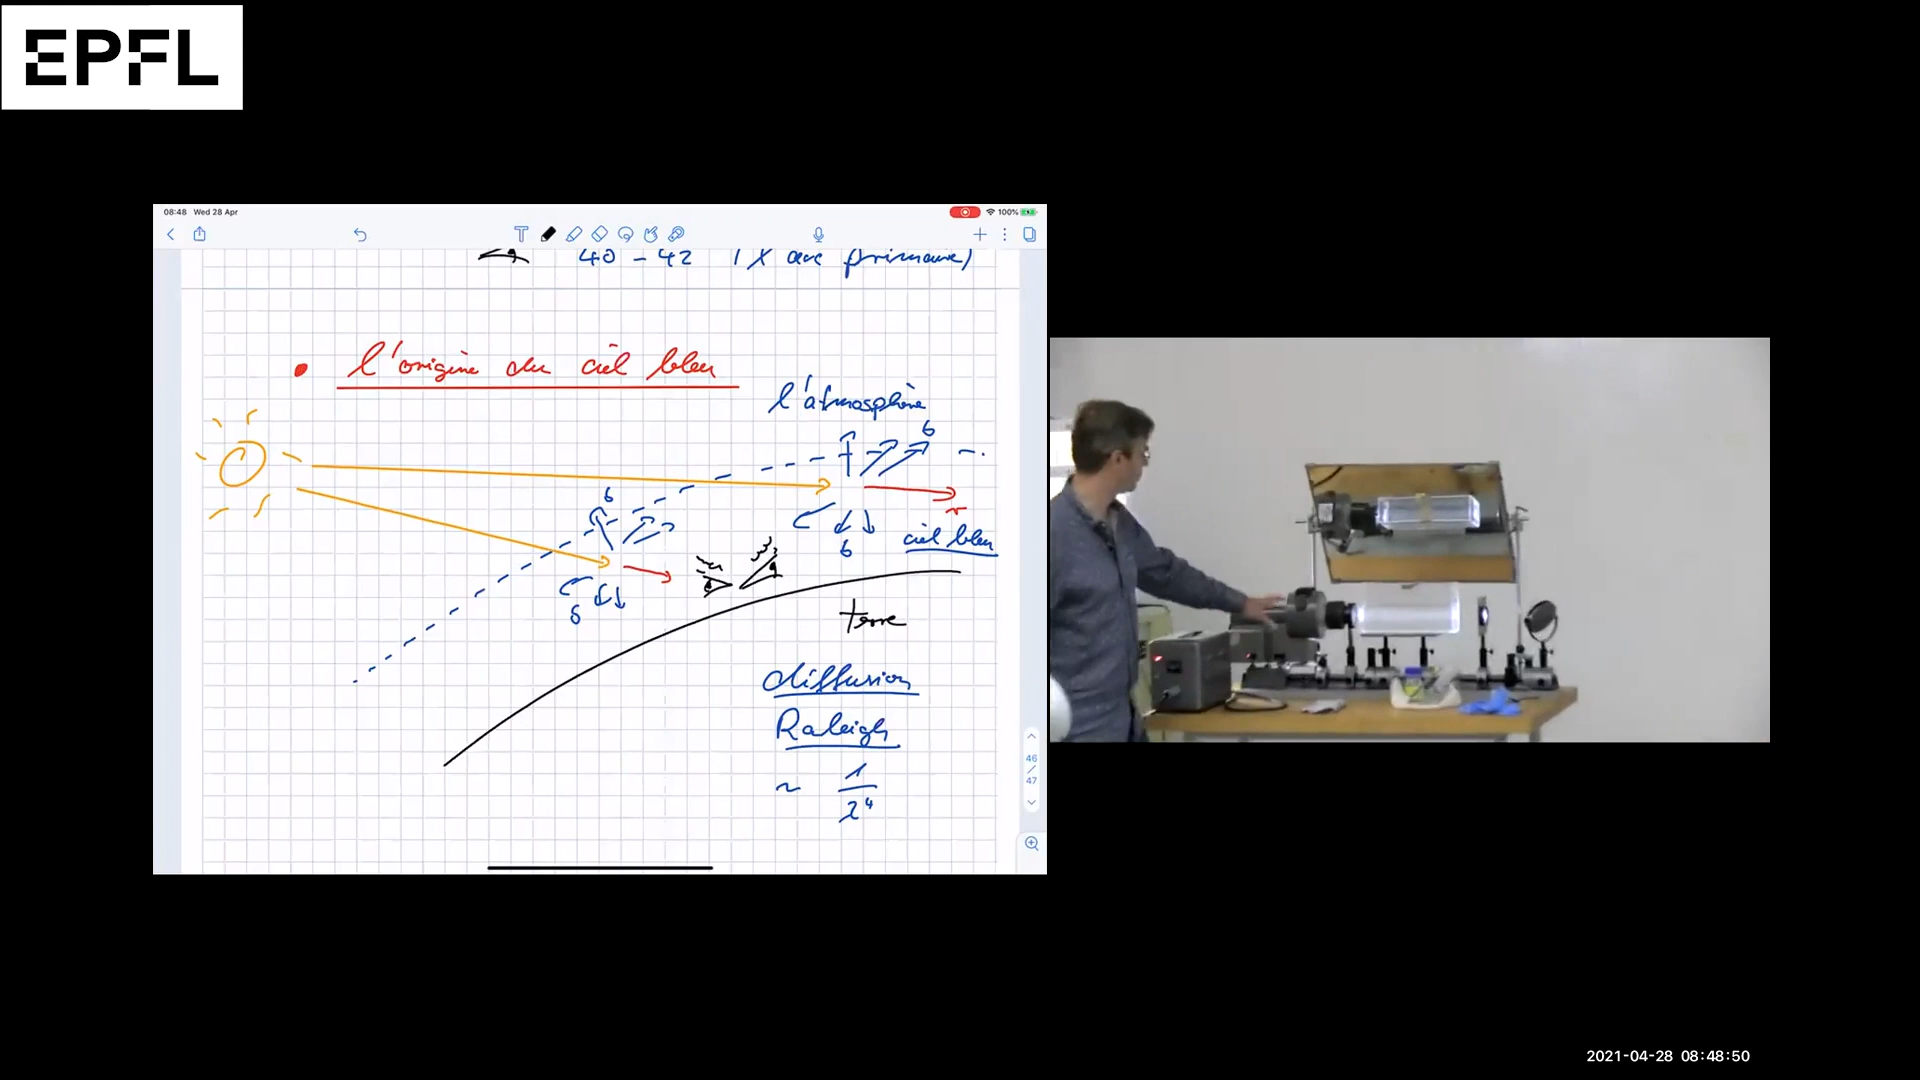 EPFL
08:48 Wed 28 Apr
100%
40 - 42 (X arc primaire)
• l'origine du ciel bleu
l'atmosphère
b
b
r
b
ciel bleu
b
terre
diffusion
Raleigh
~ 1
λ⁴
46
/
47
2021-04-28 08:48:50